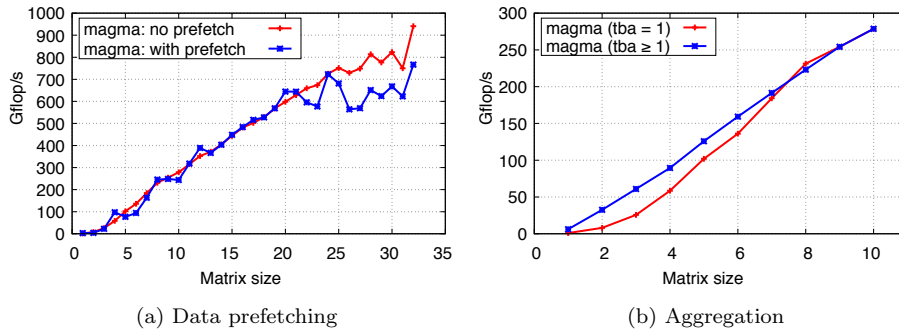 magma: no prefetch
magma: with prefetch
Gflop/s
1000
900
800
700
600
500
400
300
200
100
0
0 5 10 15 20 25 30 35
Matrix size
(a) Data prefetching
magma (tba = 1)
magma (tba ≥ 1)
Gflop/s
300
250
200
150
100
50
0
0 2 4 6 8 10
Matrix size
(b) Aggregation